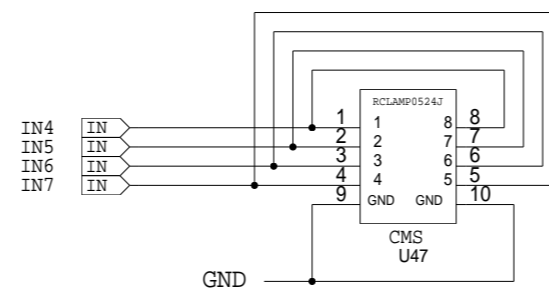 RCLAMP0524J
IN4 IN 1 1 8 8
IN5 IN 2 2 7 7
IN6 IN 3 3 6 6
IN7 IN 4 4 5 5
9 GND GND 10
CMS
U47
GND